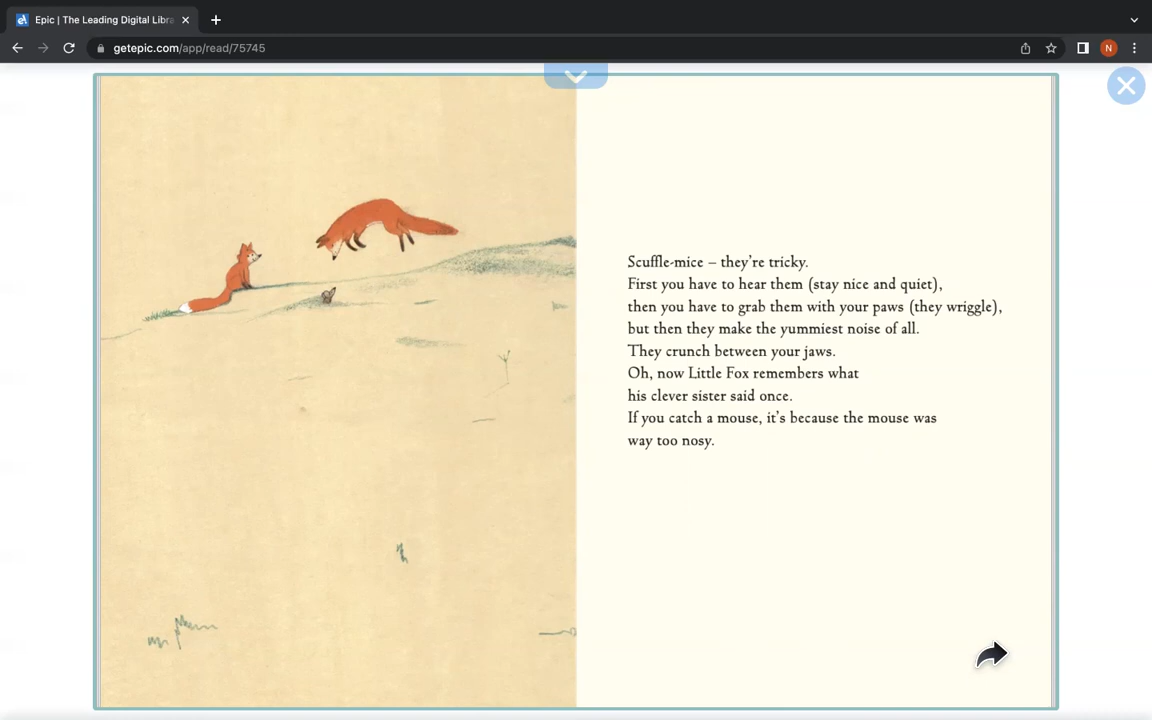 Epic | The Leading Digital Libra
getepic.com/app/read/75745
N
Scuffle-mice – they're tricky.
First you have to hear them (stay nice and quiet),
then you have to grab them with your paws (they wriggle),
but then they make the yummiest noise of all.
They crunch between your jaws.
Oh, now Little Fox remembers what
his clever sister said once.
If you catch a mouse, it's because the mouse was
way too nosy.